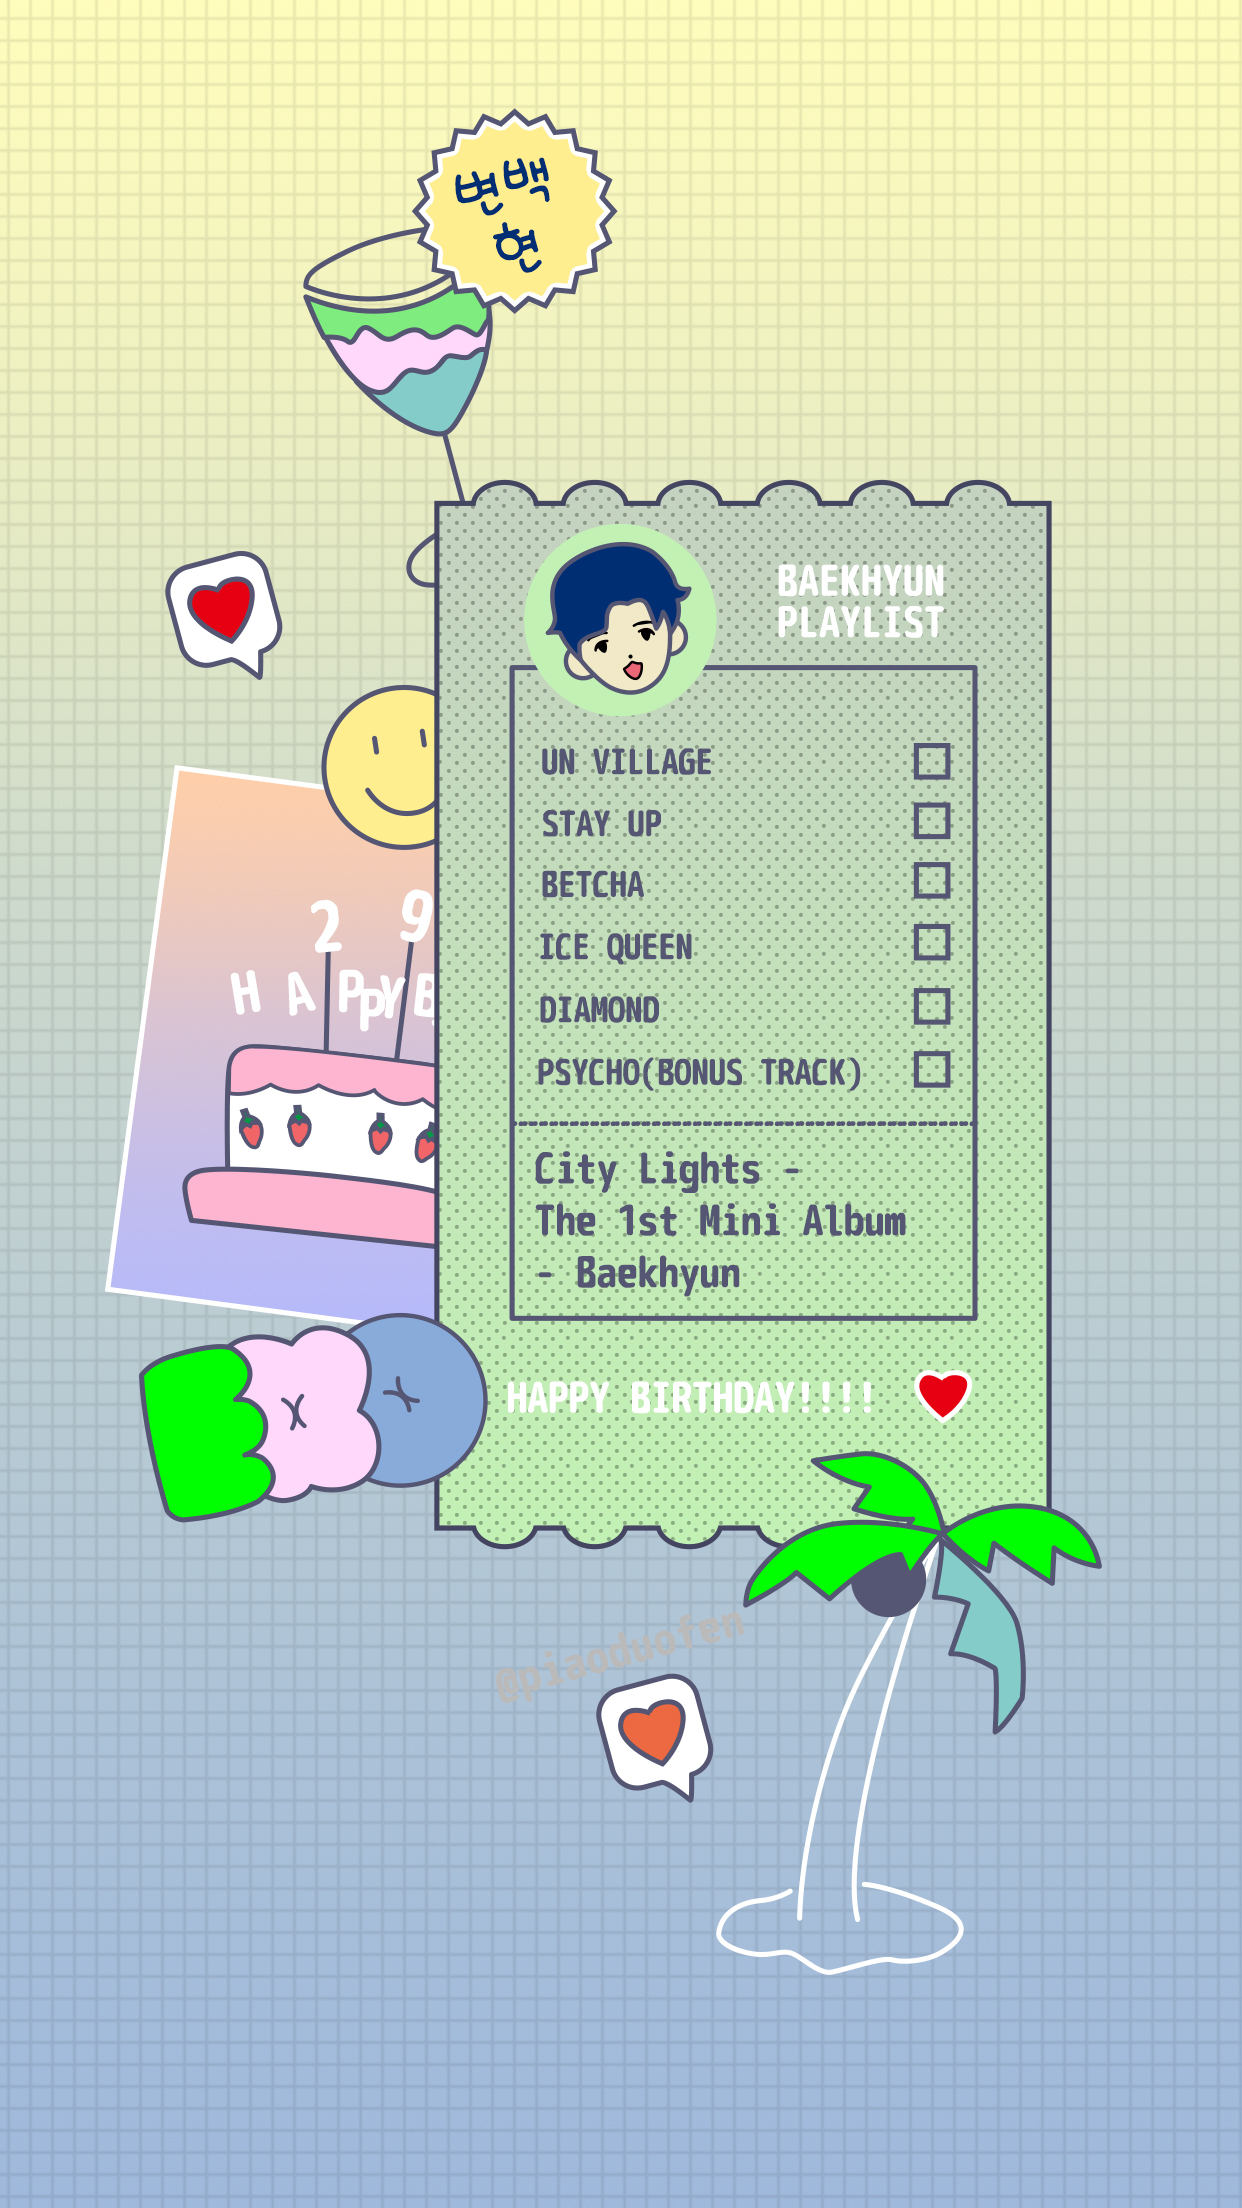 변백
현
BAEKHYUN
PLAYLIST
UN VILLAGE
STAY UP
BETCHA
ICE QUEEN
DIAMOND
PSYCHO(BONUS TRACK)
City Lights -
The 1st Mini Album
- Baekhyun
2 9
H A P P Y B
HAPPY BIRTHDAY!!!!
@piaoduofen